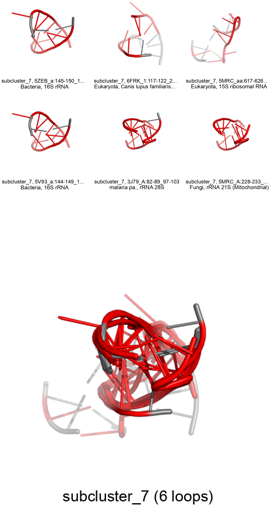 subcluster_7, 5ZEB_a:145-150_1...
Bacteria, 16S rRNA
subcluster_7, 6FRK_1:117-122_2...
Eukaryota, Canis lupus familiaris...
subcluster_7, 5MRC_aa:617-626...
Eukaryota, 15S ribosomal RNA
subcluster_7, 5V93_a:144-149_1...
Bacteria, 16S rRNA
subcluster_7, 3J79_A:82-89_97-103
malaria pa., rRNA 28S
subcluster_7, 5MRC_A:228-233_...
Fungi, rRNA 21S (Mitochondrial)
subcluster_7 (6 loops)